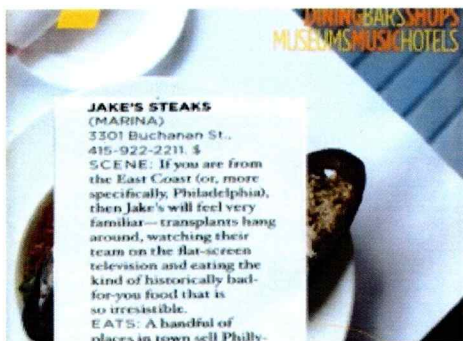 DININGBARSSHOPS
MUSEUMSMUSICHOTELS
JAKE'S STEAKS
(MARINA)
3301 Buchanan St.,
415-922-2211. $
SCENE: If you are from
the East Coast (or, more
specifically, Philadelphia),
then Jake's will feel very
familiar—transplants hang
around, watching their
team on the flat-screen
television and eating the
kind of historically bad-
for-you food that is
so irresistible.
EATS: A handful of
places in town sell Philly-